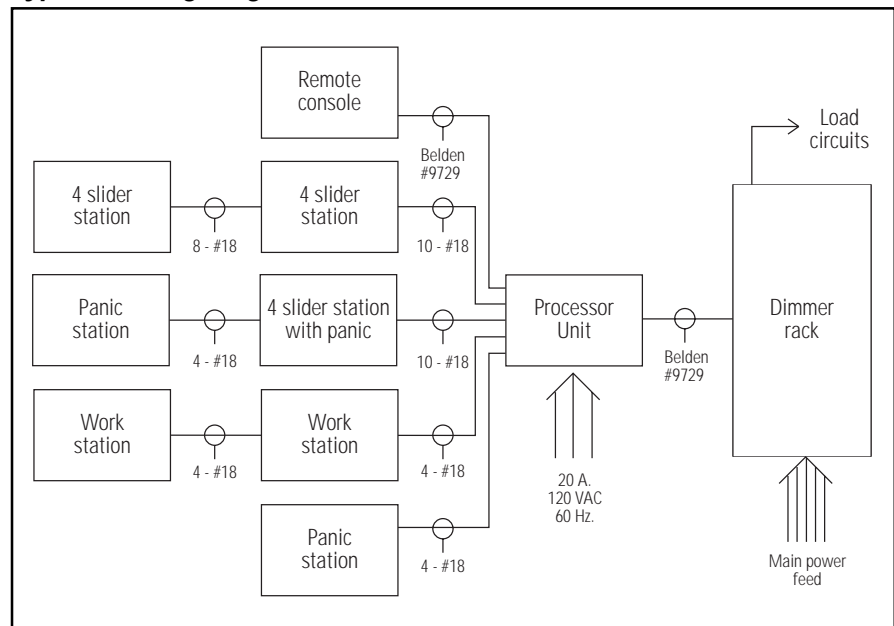 Remote
console
Belden
#9729
Load
circuits
4 slider
station
8 - #18
4 slider
station
10 - #18
Panic
station
4 - #18
4 slider station
with panic
10 - #18
Processor
Unit
Belden
#9729
Dimmer
rack
Work
station
4 - #18
Work
station
4 - #18
20 A.
120 VAC
60 Hz.
Panic
station
4 - #18
Main power
feed